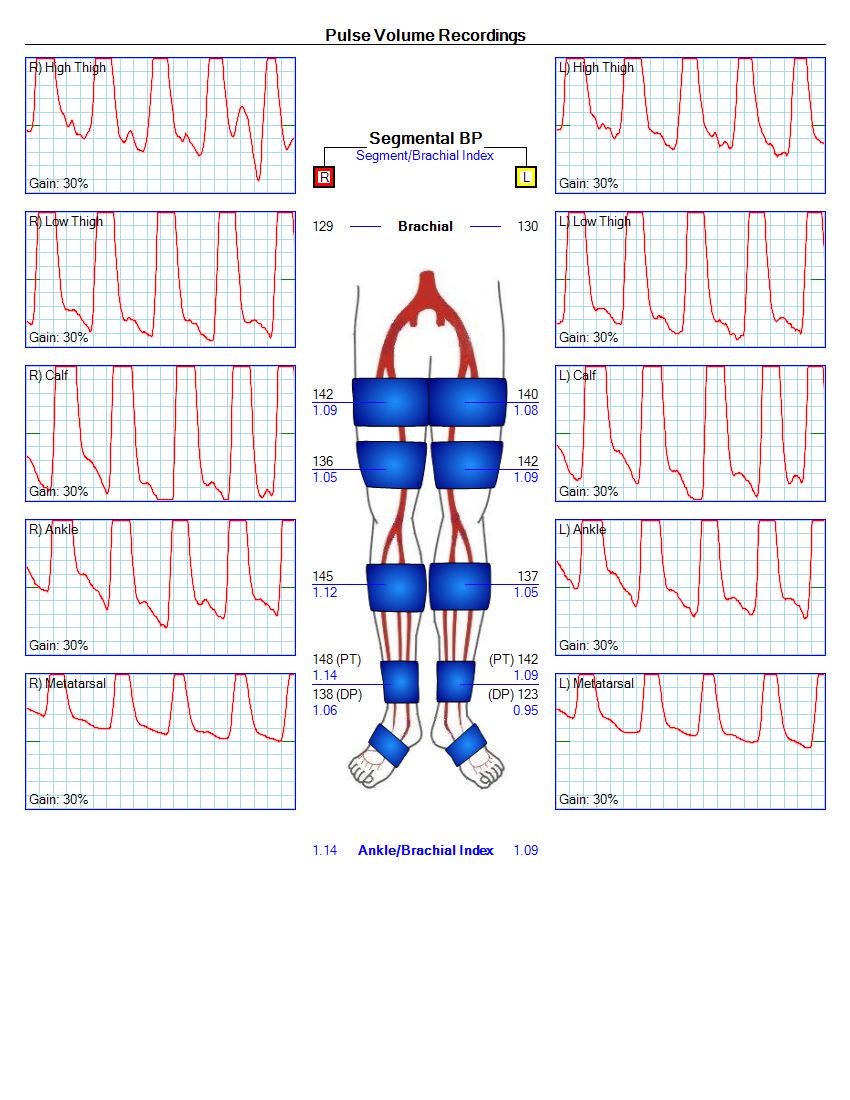 Pulse Volume Recordings
R) High Thigh
Gain: 30%
R) Low Thigh
Gain: 30%
R) Calf
Gain: 30%
R) Ankle
Gain: 30%
R) Metatarsal
Gain: 30%
Segmental BP
Segment/Brachial Index
R L
129 Brachial 130
142 140
1.09 1.08
136 142
1.05 1.09
145 137
1.12 1.05
148 (PT) (PT) 142
1.14 1.09
138 (DP) (DP) 123
1.06 0.95
1.14 Ankle/Brachial Index 1.09
L) High Thigh
Gain: 30%
L) Low Thigh
Gain: 30%
L) Calf
Gain: 30%
L) Ankle
Gain: 30%
L) Metatarsal
Gain: 30%